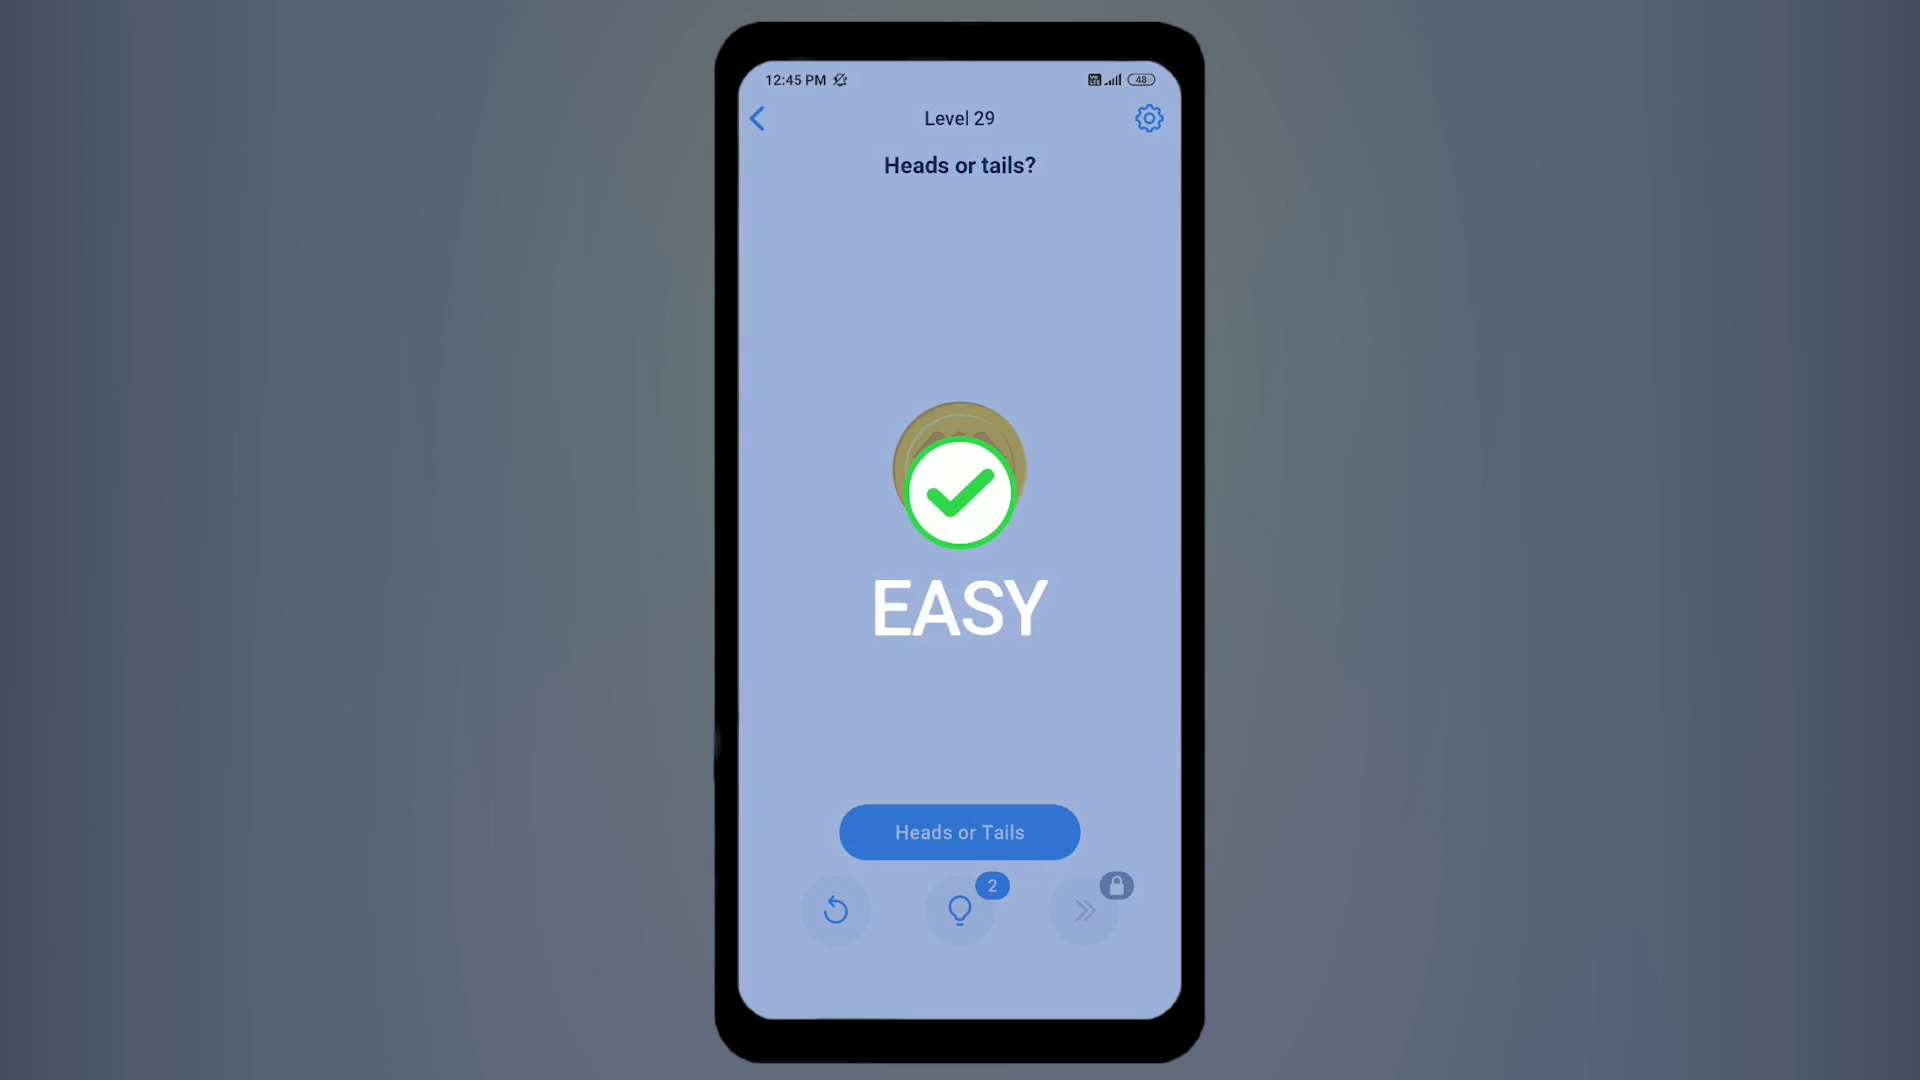 12:45 PM
48
Level 29
Heads or tails?
EASY
Heads or Tails
2